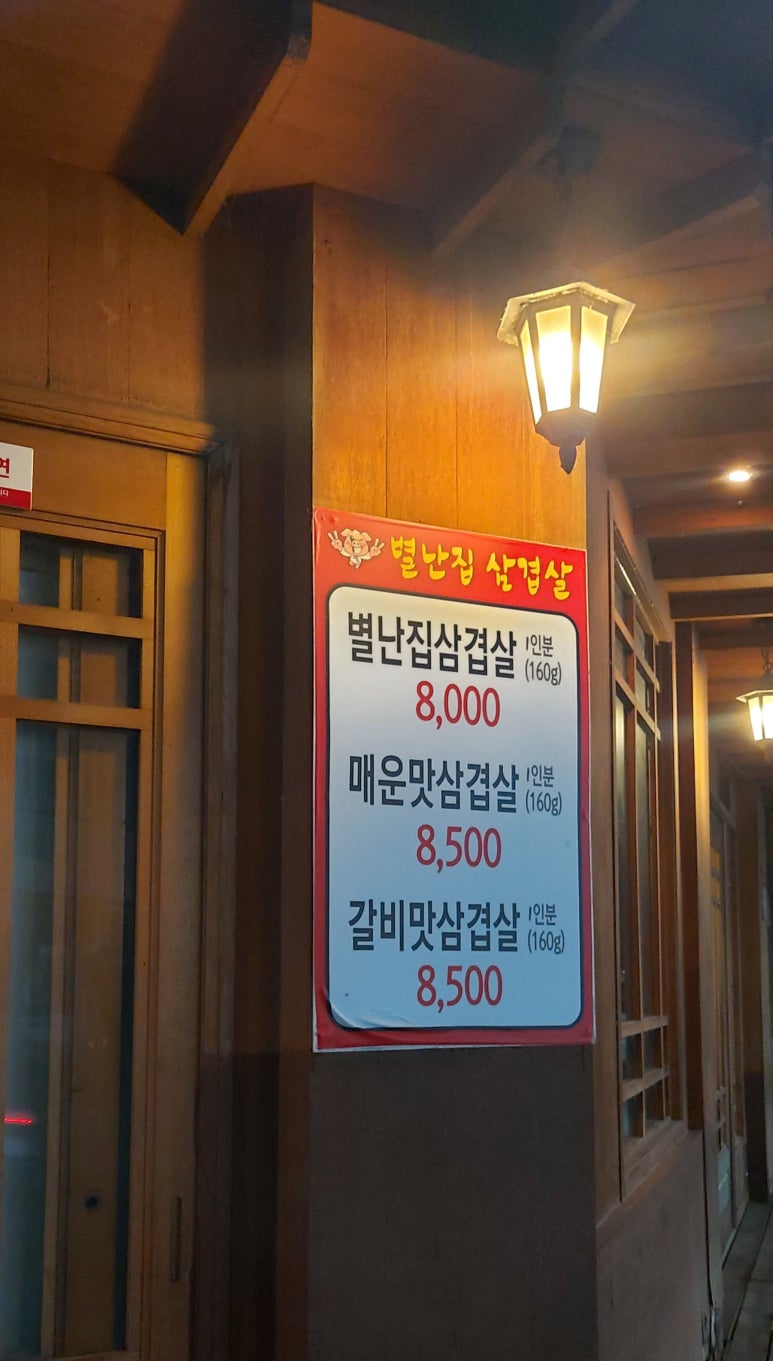 별난집 삼겹살
별난집삼겹살 1인분
(160g)
8,000
매운맛삼겹살 1인분
(160g)
8,500
갈비맛삼겹살 1인분
(160g)
8,500